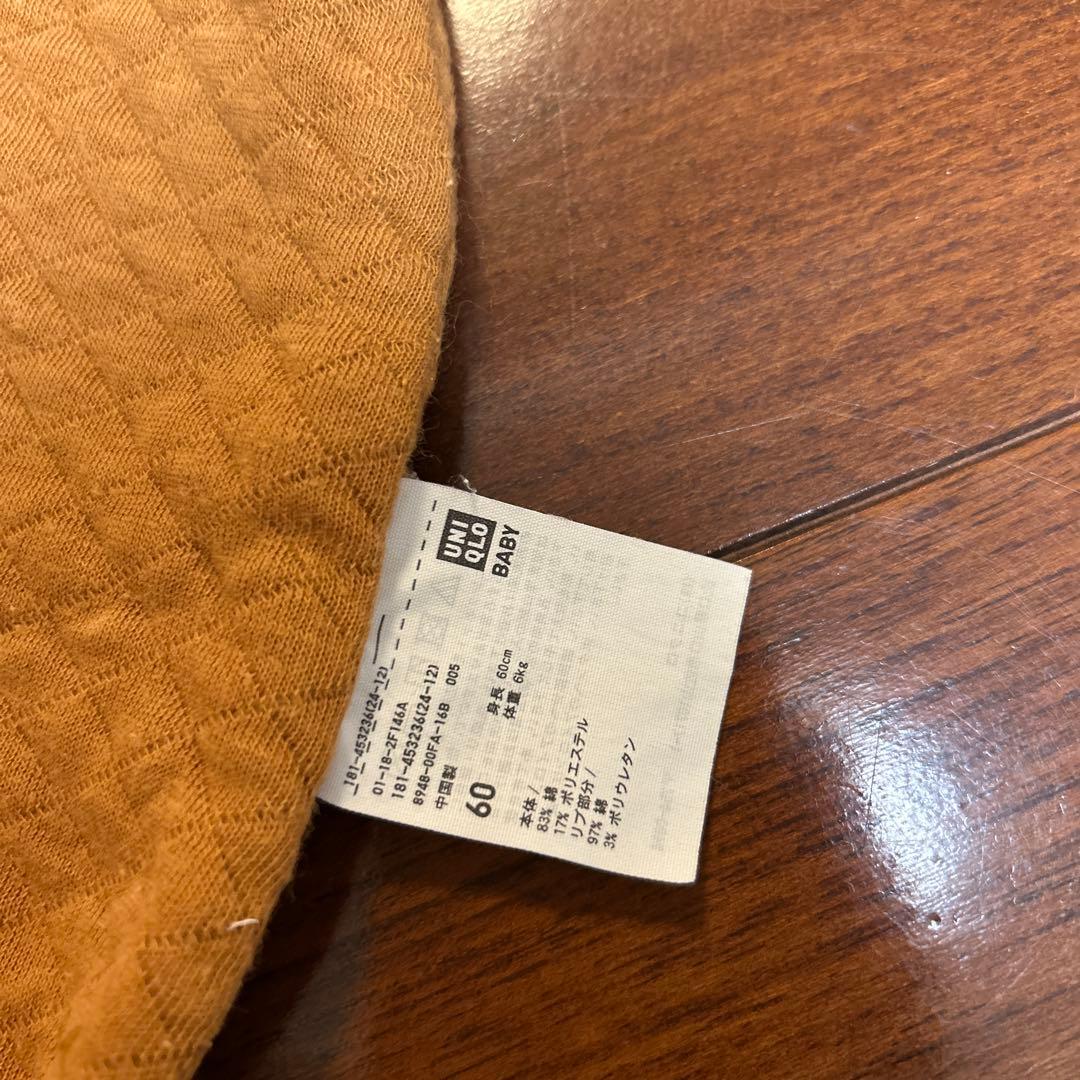 UNI
QLO
BABY
181-453236(24-12)
01-18-2F146A
181-453236(24-12)
8948-00FA-16B 005
中国製
60
身長 60cm
体重 6kg
本体/
83% 綿
17% ポリエステル
リブ部分/
97% 綿
3% ポリウレタン